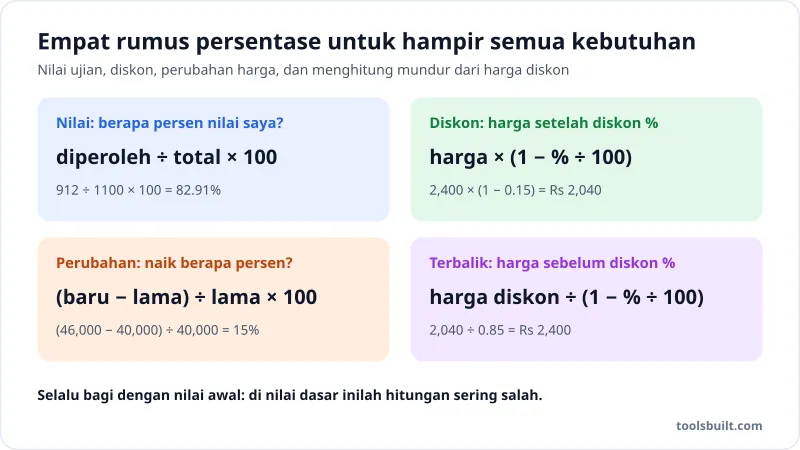 Empat rumus persentase untuk hampir semua kebutuhan
Nilai ujian, diskon, perubahan harga, dan menghitung mundur dari harga diskon
Nilai: berapa persen nilai saya?
diperoleh ÷ total × 100
912 ÷ 1100 × 100 = 82.91%
Diskon: harga setelah diskon %
harga × (1 − % ÷ 100)
2,400 × (1 − 0.15) = Rs 2,040
Perubahan: naik berapa persen?
(baru − lama) ÷ lama × 100
(46,000 − 40,000) ÷ 40,000 = 15%
Terbalik: harga sebelum diskon %
harga diskon ÷ (1 − % ÷ 100)
2,040 ÷ 0.85 = Rs 2,400
Selalu bagi dengan nilai awal: di nilai dasar inilah hitungan sering salah.
toolsbuilt.com